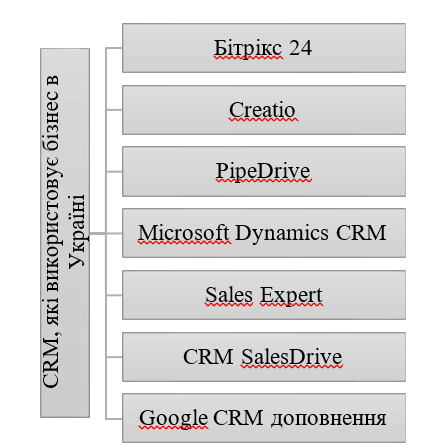 CRM, які використовує бізнес в
Україні
Бітрікс 24
Creatio
PipeDrive
Microsoft Dynamics CRM
Sales Expert
CRM SalesDrive
Google CRM доповнення